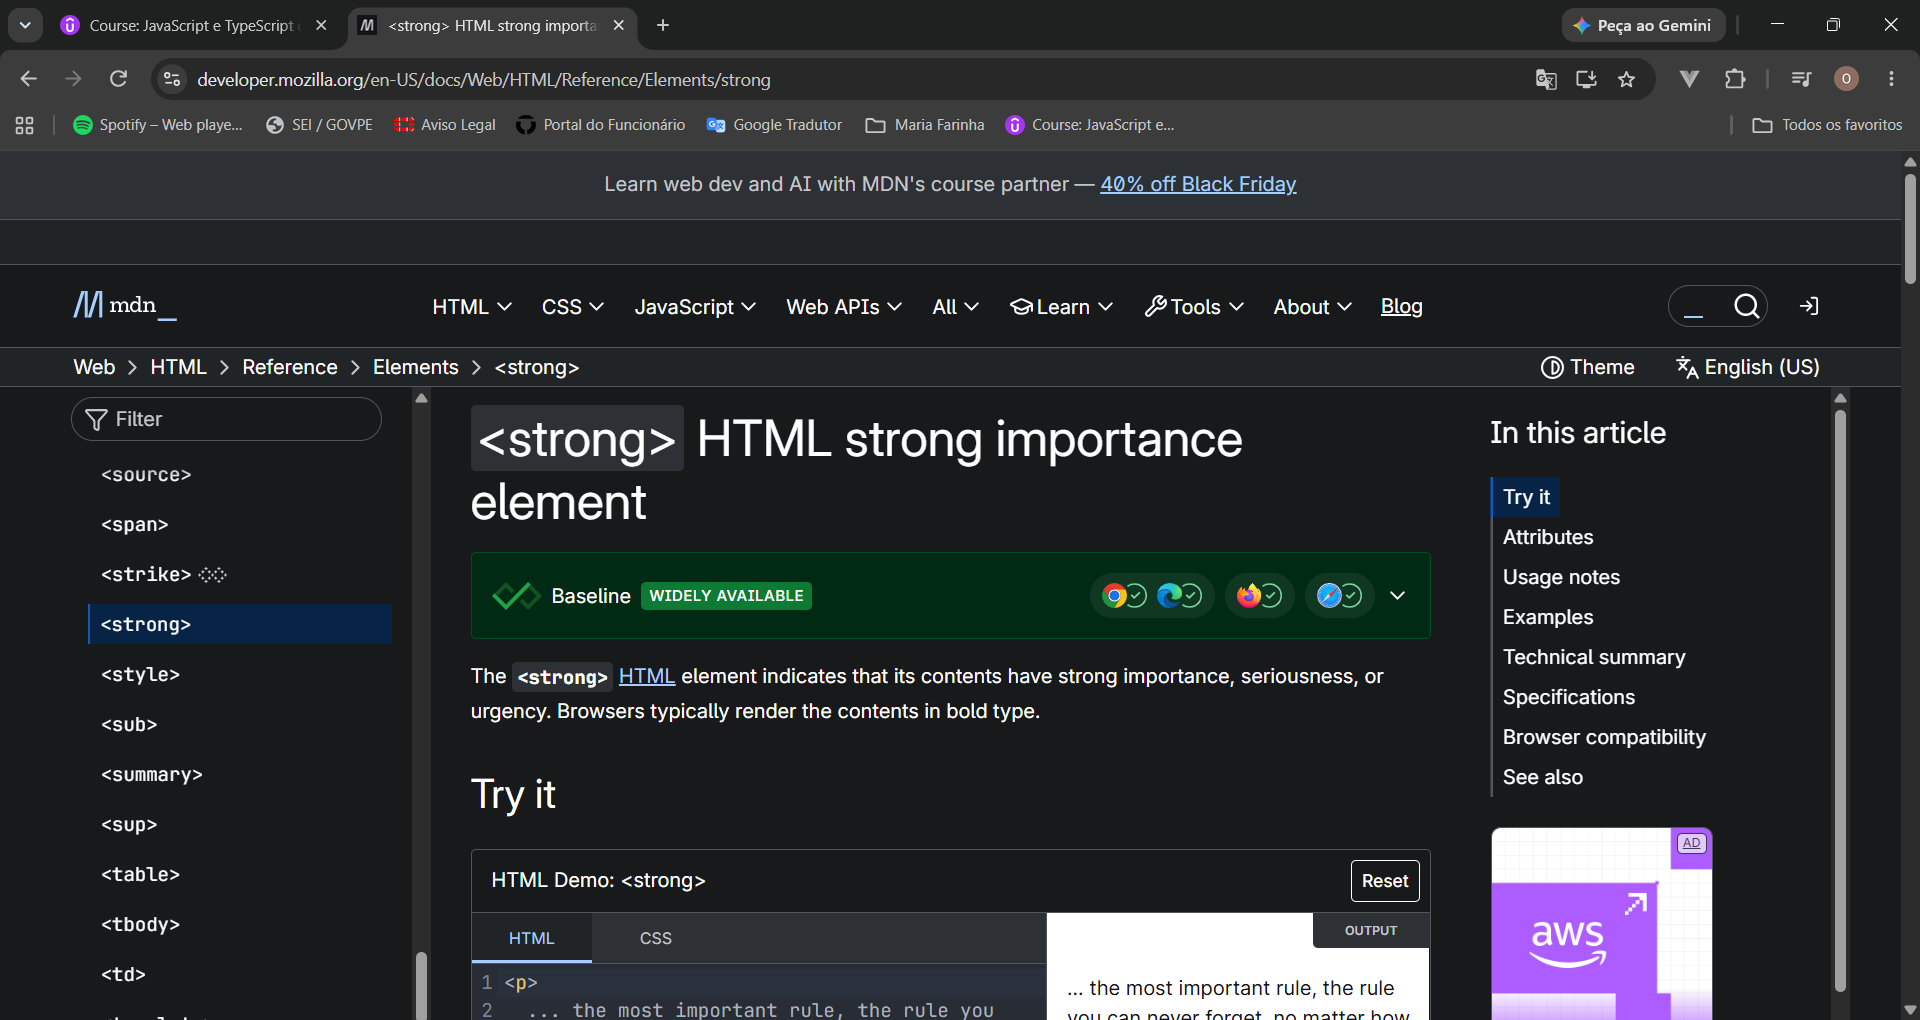 Course: JavaScript e TypeScript
<strong> HTML strong importa
Peça ao Gemini
developer.mozilla.org/en-US/docs/Web/HTML/Reference/Elements/strong
O
Spotify – Web playe...
SEI / GOVPE
Aviso Legal
Portal do Funcionário
Google Tradutor
Maria Farinha
Course: JavaScript e...
Todos os favoritos
Learn web dev and AI with MDN's course partner — 40% off Black Friday
mdn_
HTML
CSS
JavaScript
Web APIs
All
Learn
Tools
About
Blog
Web > HTML > Reference > Elements > <strong>
Theme
English (US)
Filter
<source>
<span>
<strike>
<strong>
<style>
<sub>
<summary>
<sup>
<table>
<tbody>
<td>
<strong> HTML strong importance
element
Baseline WIDELY AVAILABLE
The <strong> HTML element indicates that its contents have strong importance, seriousness, or
urgency. Browsers typically render the contents in bold type.
Try it
HTML Demo: <strong>
Reset
HTML
CSS
OUTPUT
1 <p>
2 ... the most important rule, the rule you
... the most important rule, the rule
you can never forget, no matter how
In this article
Try it
Attributes
Usage notes
Examples
Technical summary
Specifications
Browser compatibility
See also
AD
aws